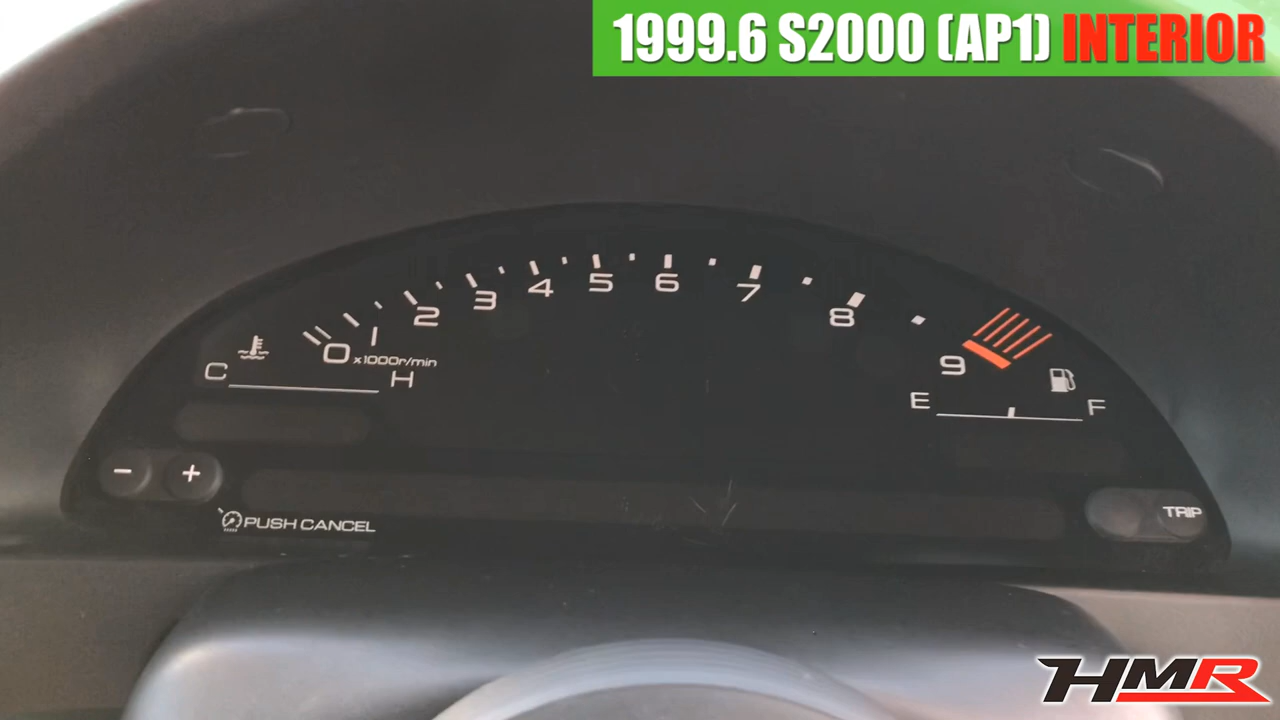 1999.6 S2000 (AP1) INTERIOR
0 1 2 3 4 5 6 7 8 9
x1000r/min
C H
E F
- +
PUSH CANCEL
TRIP
HMR